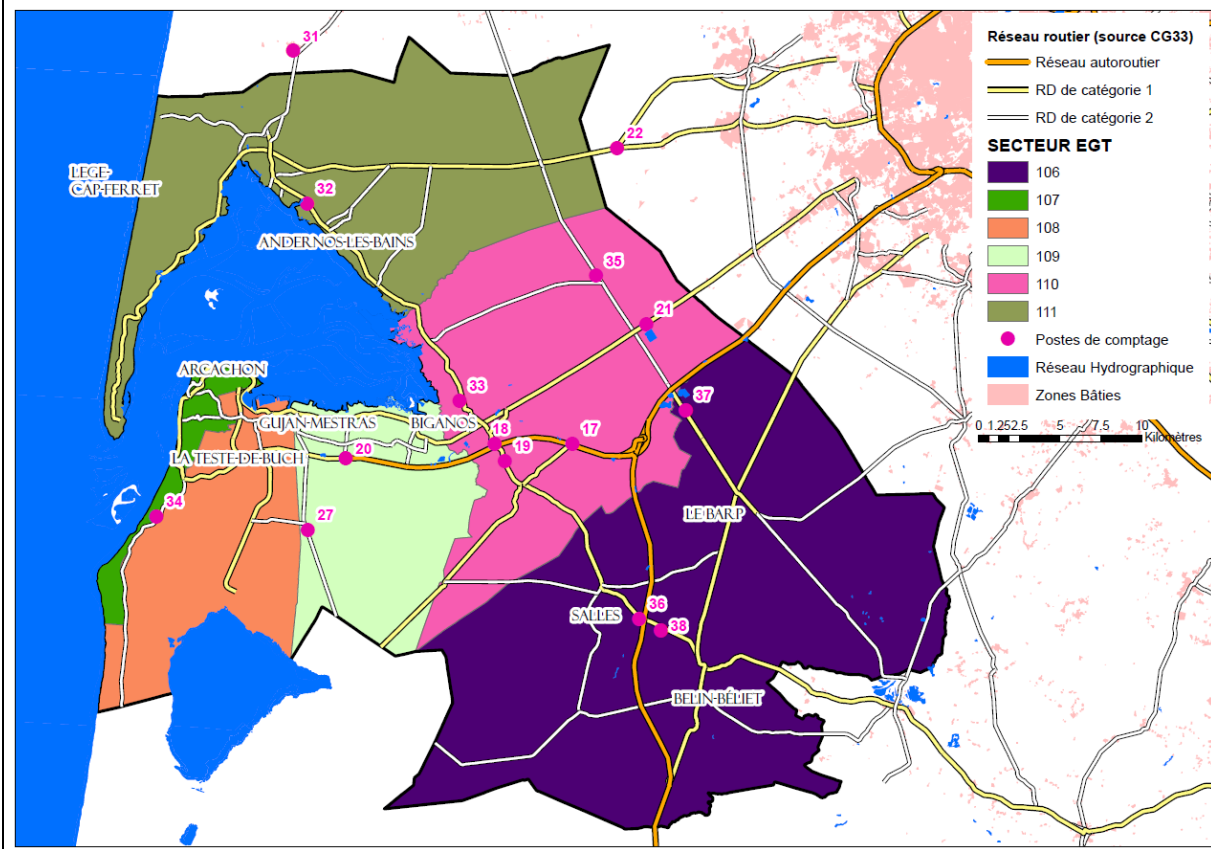 Réseau routier (source CG33)
Réseau autoroutier
RD de catégorie 1
RD de catégorie 2
SECTEUR EGT
106
107
108
109
110
111
Postes de comptage
Réseau Hydrographique
Zones Bâties
0 1.252.5 5 7.5 10
Kilomètres
31
22
LEGE-
CAP-FERRET
32
ANDERNOS-LES-BAINS
35
21
ARCACHON
33
37
GUJAN-MESTRAS
BIGANOS
18
17
LA TESTE-DE-BUCH
20
19
34
27
LE BARP
SALLES
36
38
BELIN-BÉLIET